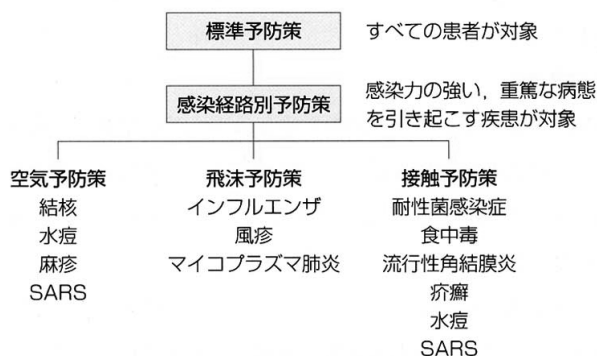 標準予防策
すべての患者が対象
感染経路別予防策
感染力の強い，重篤な病態
を引き起こす疾患が対象
空気予防策
結核
水痘
麻疹
SARS
飛沫予防策
インフルエンザ
風疹
マイコプラズマ肺炎
接触予防策
耐性菌感染症
食中毒
流行性角結膜炎
疥癬
水痘
SARS